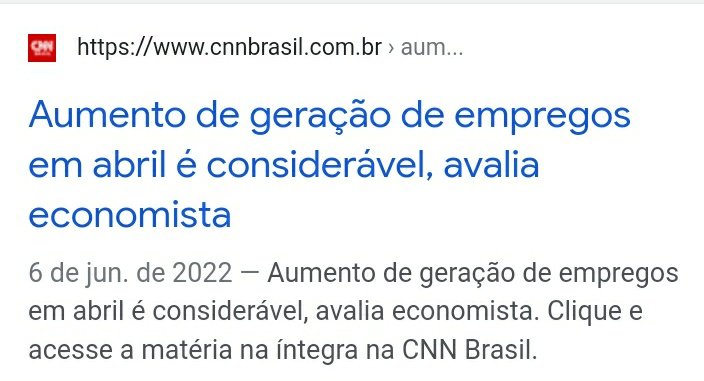 CNN
BRASIL
https://www.cnnbrasil.com.br › aum...
Aumento de geração de empregos
em abril é considerável, avalia
economista
6 de jun. de 2022 — Aumento de geração de empregos
em abril é considerável, avalia economista. Clique e
acesse a matéria na íntegra na CNN Brasil.